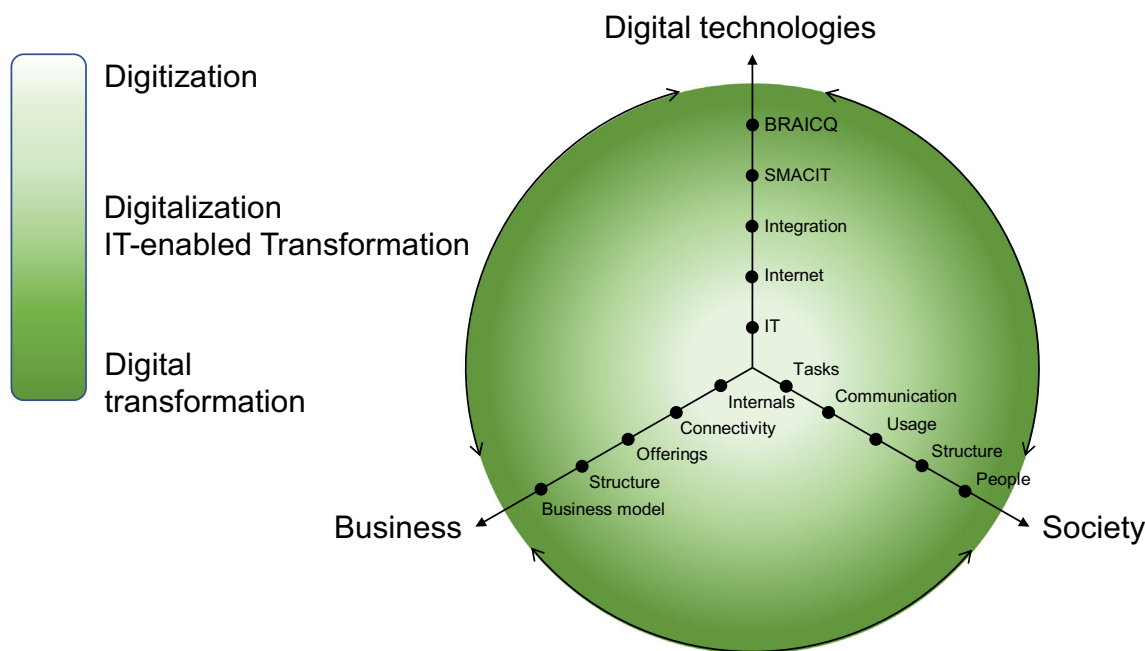 Digital technologies
Digitization
Digitalization
IT-enabled Transformation
Digital
transformation
BRAICQ
SMACIT
Integration
Internet
IT
Tasks
Communication
Usage
Structure
People
Society
Internals
Connectivity
Offerings
Structure
Business model
Business